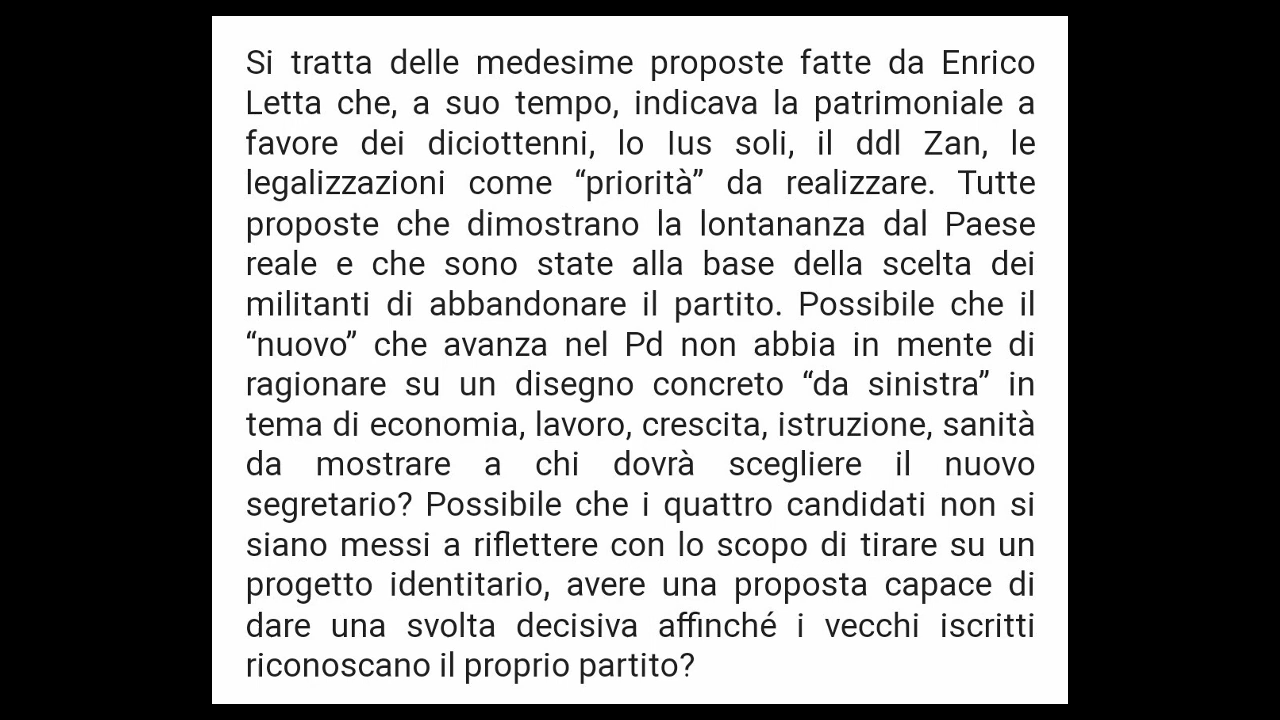 Si tratta delle medesime proposte fatte da Enrico
Letta che, a suo tempo, indicava la patrimoniale a
favore dei diciottenni, lo Ius soli, il ddl Zan, le
legalizzazioni come “priorità” da realizzare. Tutte
proposte che dimostrano la lontananza dal Paese
reale e che sono state alla base della scelta dei
militanti di abbandonare il partito. Possibile che il
“nuovo” che avanza nel Pd non abbia in mente di
ragionare su un disegno concreto “da sinistra” in
tema di economia, lavoro, crescita, istruzione, sanità
da mostrare a chi dovrà scegliere il nuovo
segretario? Possibile che i quattro candidati non si
siano messi a riflettere con lo scopo di tirare su un
progetto identitario, avere una proposta capace di
dare una svolta decisiva affinché i vecchi iscritti
riconoscano il proprio partito?